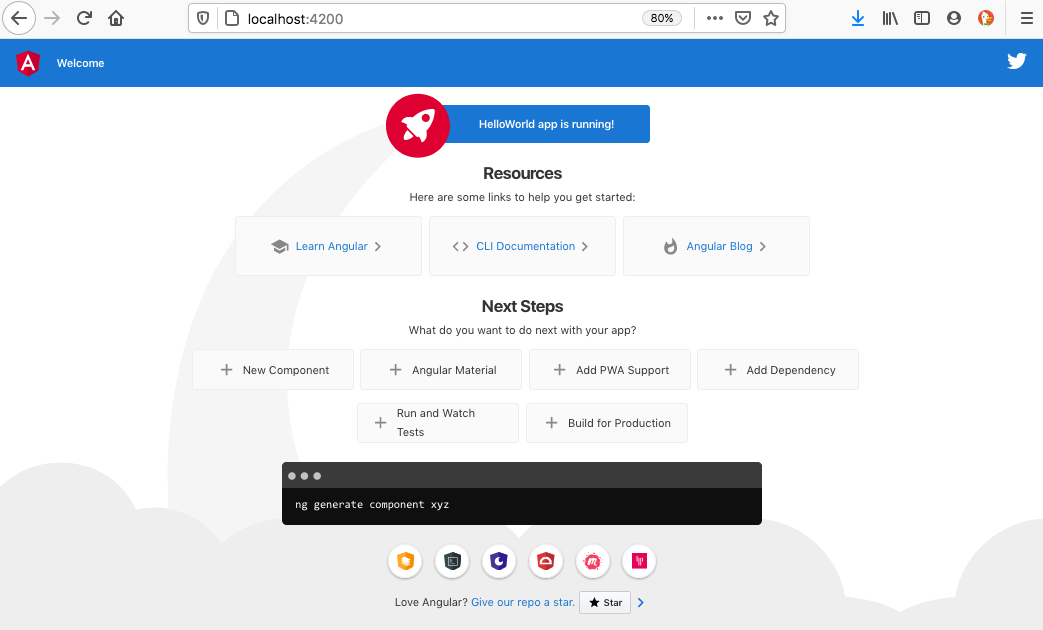 localhost:4200
80%
Welcome
HelloWorld app is running!
Resources
Here are some links to help you get started:
Learn Angular
CLI Documentation
Angular Blog
Next Steps
What do you want to do next with your app?
New Component
Angular Material
Add PWA Support
Add Dependency
Run and Watch
Tests
Build for Production
ng generate component xyz
Love Angular? Give our repo a star. Star